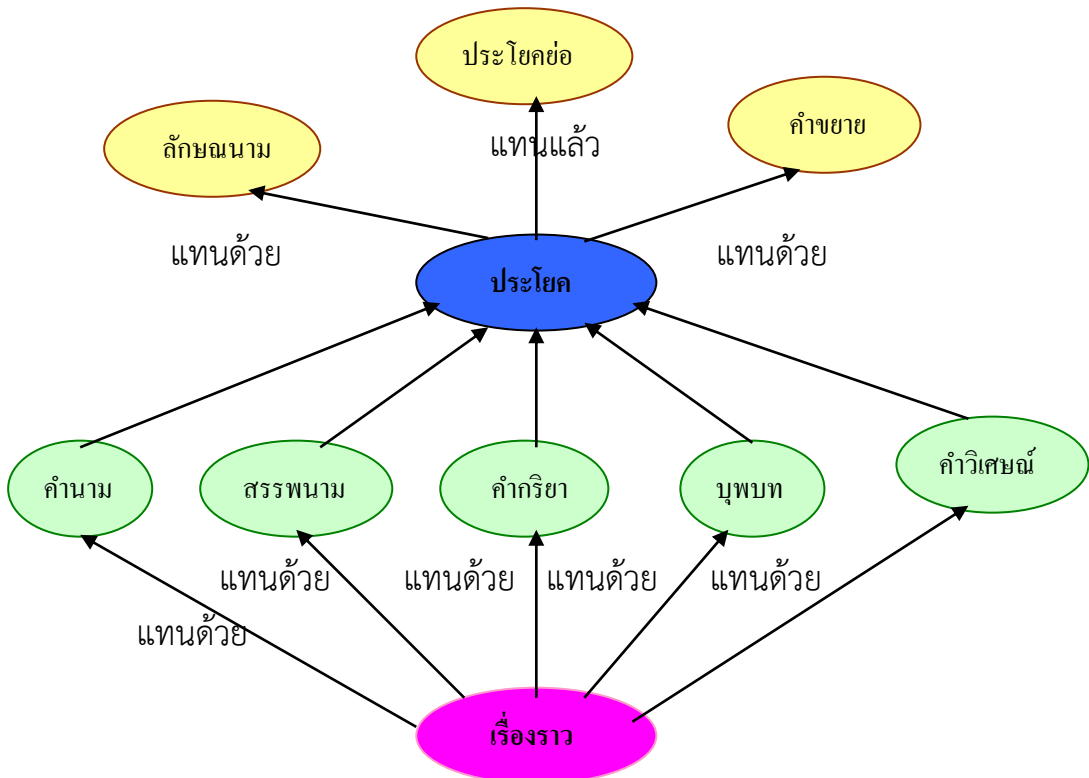 ประโยคย่อ
คำขยาย
ลักษณนาม
แทนแล้ว
แทนด้วย
แทนด้วย
ประโยค
คำนาม
สรรพนาม
คำกริยา
บุพบท
คำวิเศษณ์
แทนด้วย
แทนด้วย
แทนด้วย
แทนด้วย
แทนด้วย
เรื่องราว